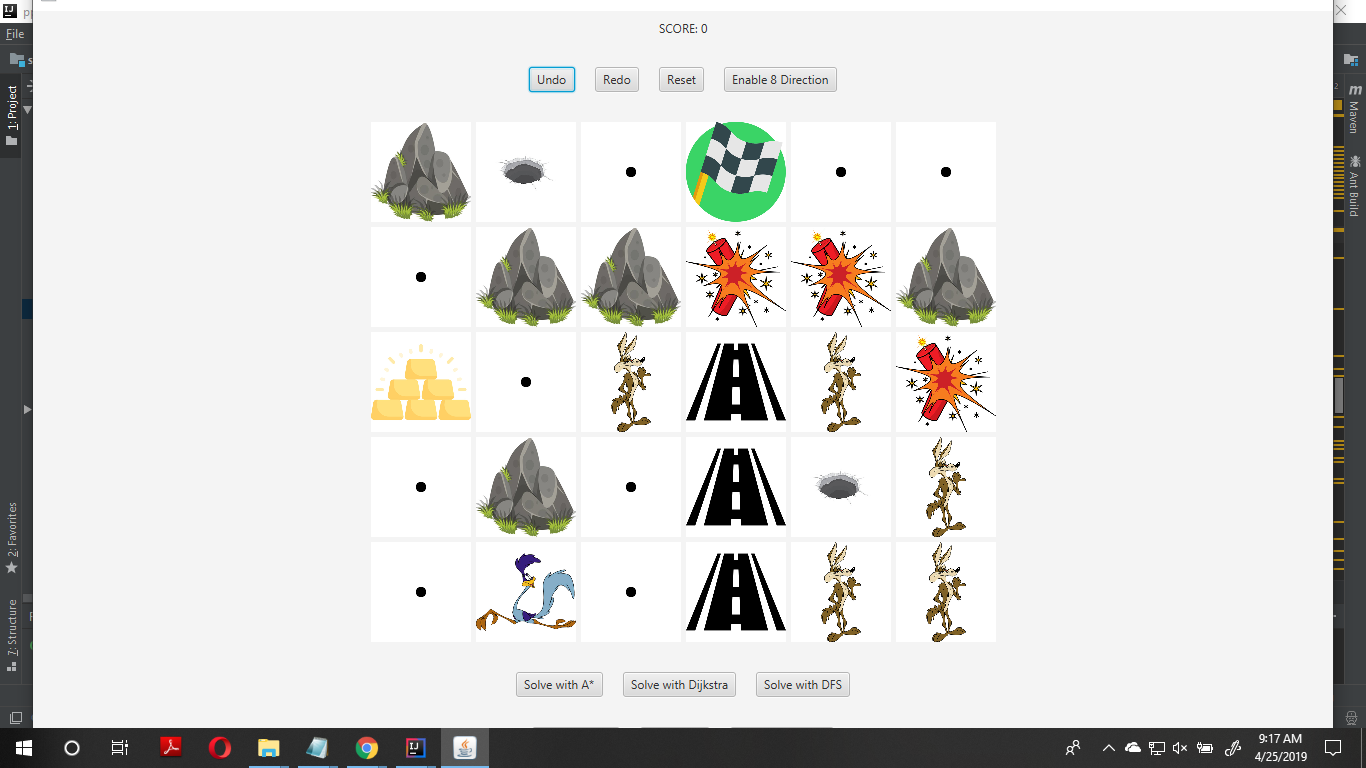 File
SCORE: 0
Undo Redo Reset Enable 8 Direction
1: Project
Maven
Ant Build
2: Favorites
7: Structure
Solve with A* Solve with Dijkstra Solve with DFS
9:17 AM
4/25/2019